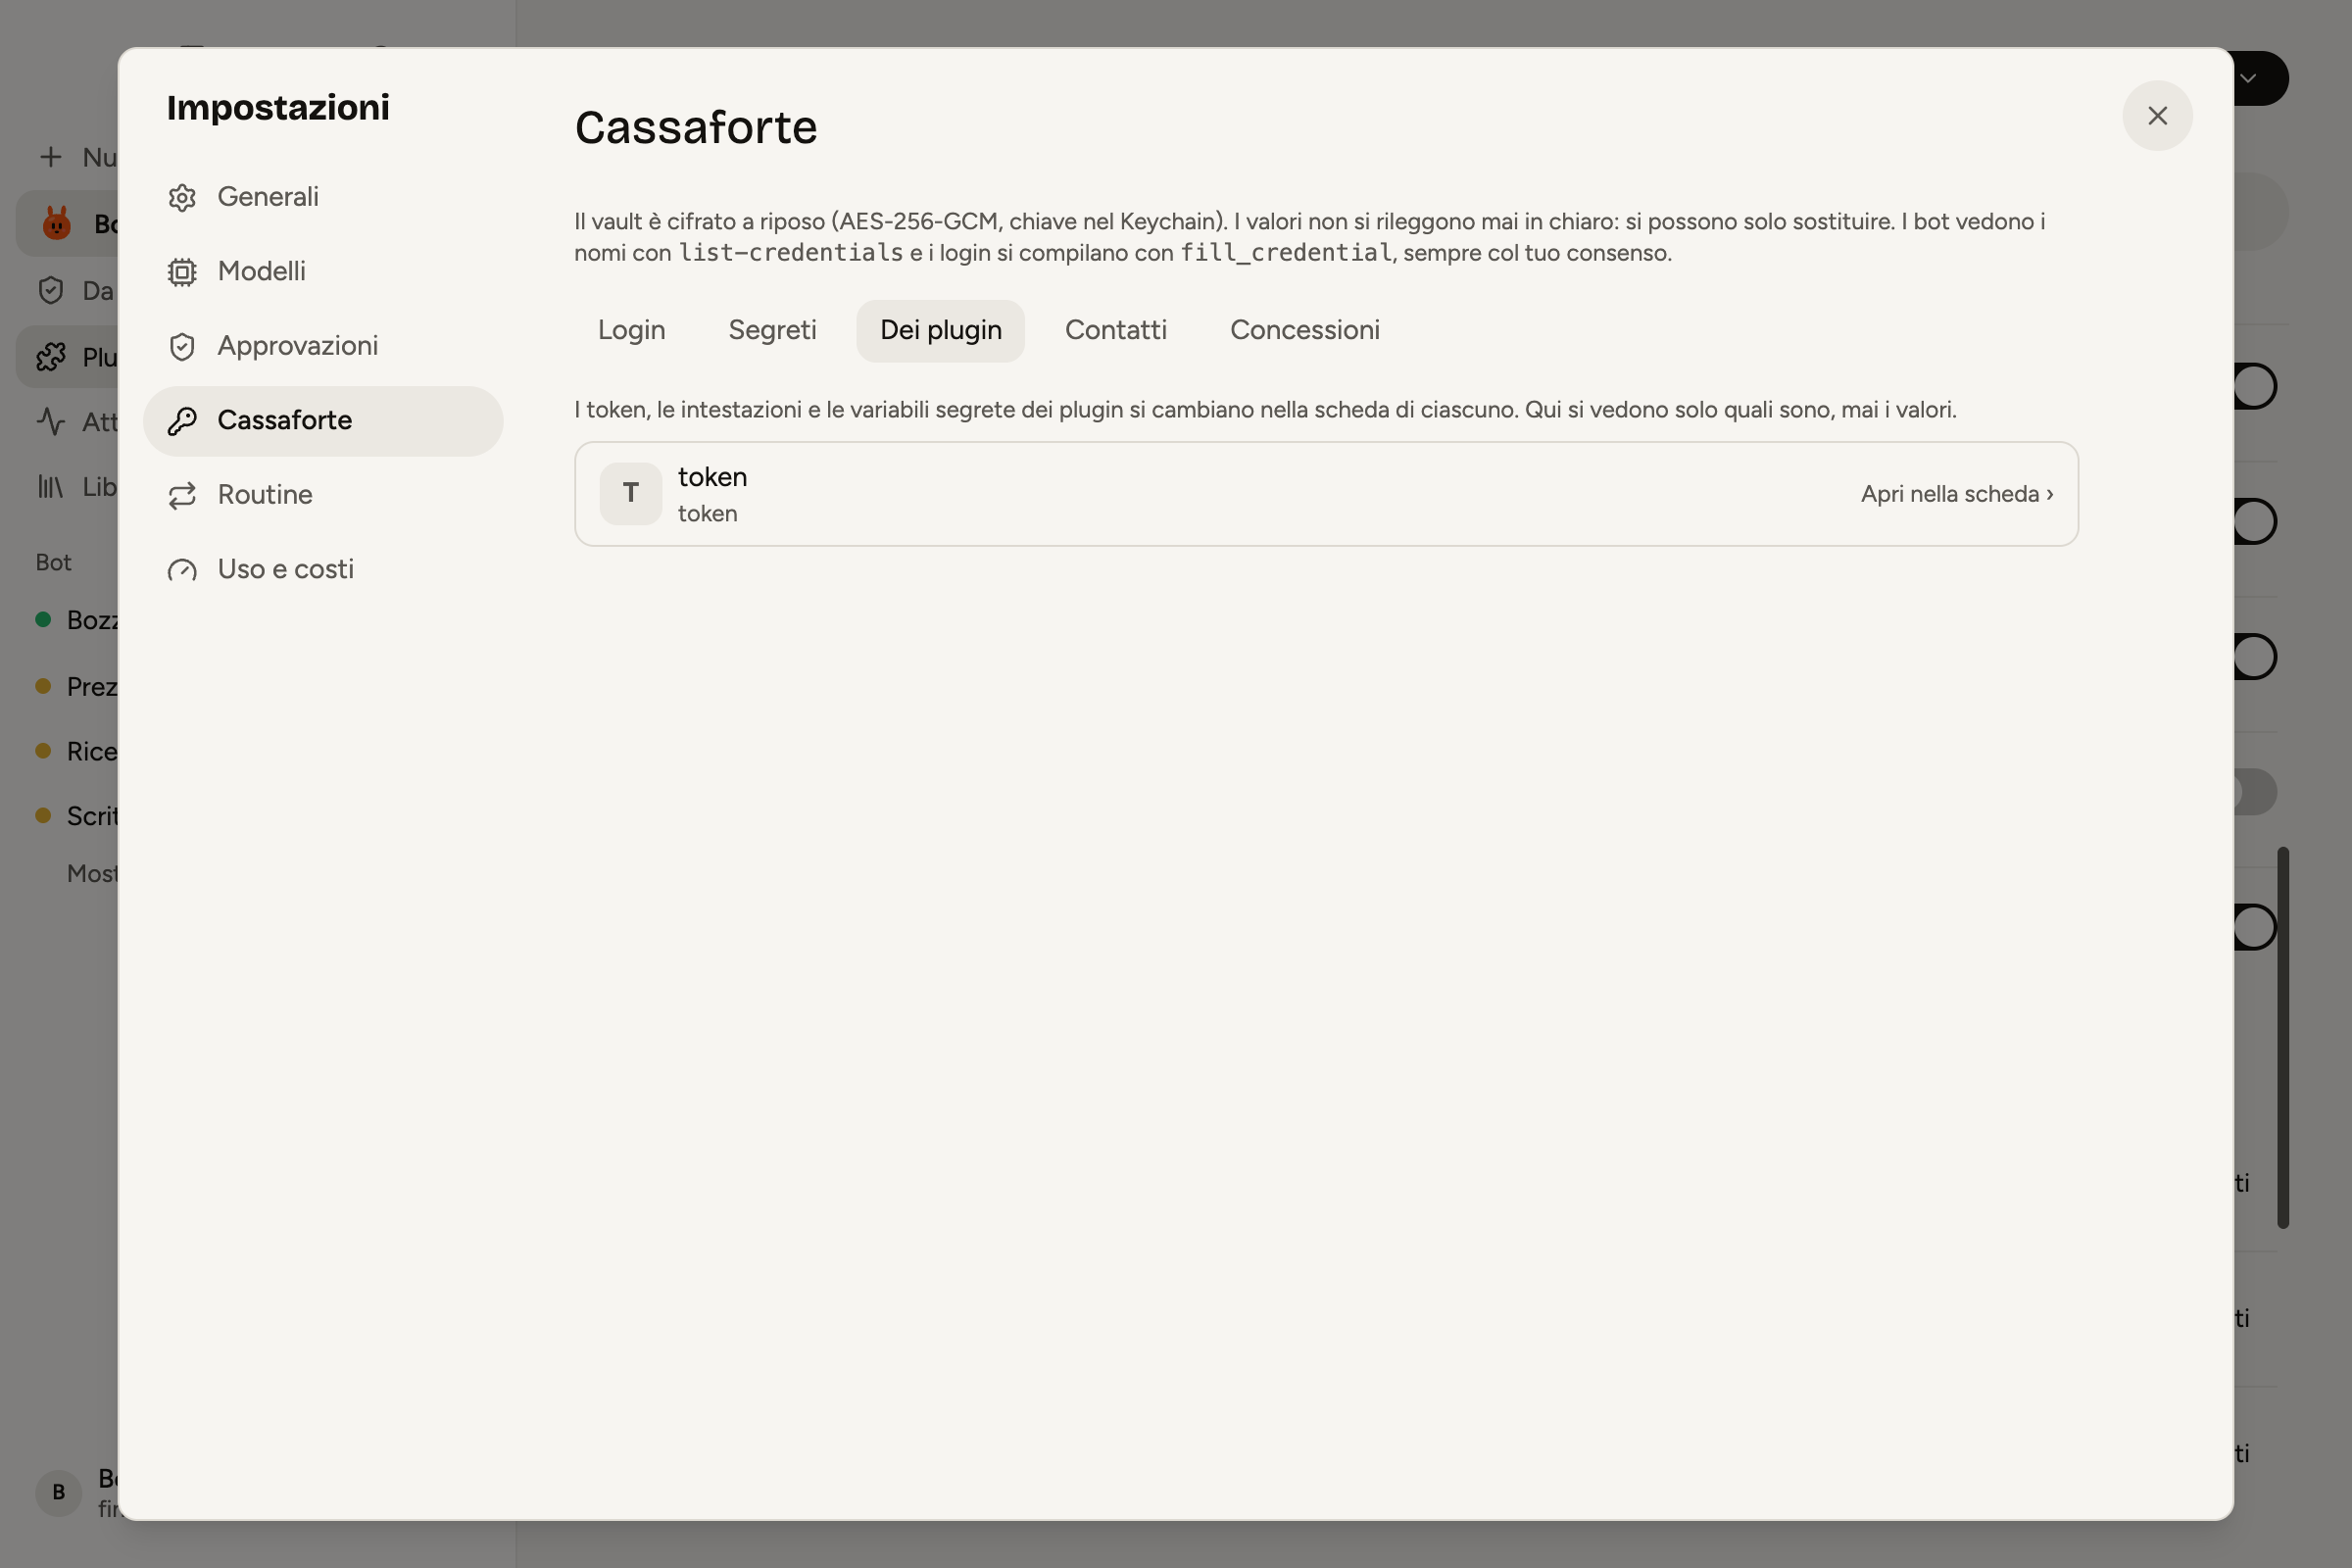 Impostazioni
Generali
Modelli
Approvazioni
Cassaforte
Routine
Uso e costi
Cassaforte
Il vault è cifrato a riposo (AES-256-GCM, chiave nel Keychain). I valori non si rileggono mai in chiaro: si possono solo sostituire. I bot vedono i
nomi con list-credentials e i login si compilano con fill_credential, sempre col tuo consenso.
Login Segreti Dei plugin Contatti Concessioni
I token, le intestazioni e le variabili segrete dei plugin si cambiano nella scheda di ciascuno. Qui si vedono solo quali sono, mai i valori.
T
token
token
Apri nella scheda ›
Nu
Bo
Da
Plu
Att
Lib
Bot
Bozz
Prez
Rice
Scrit
Most
B
ti
ti
ti